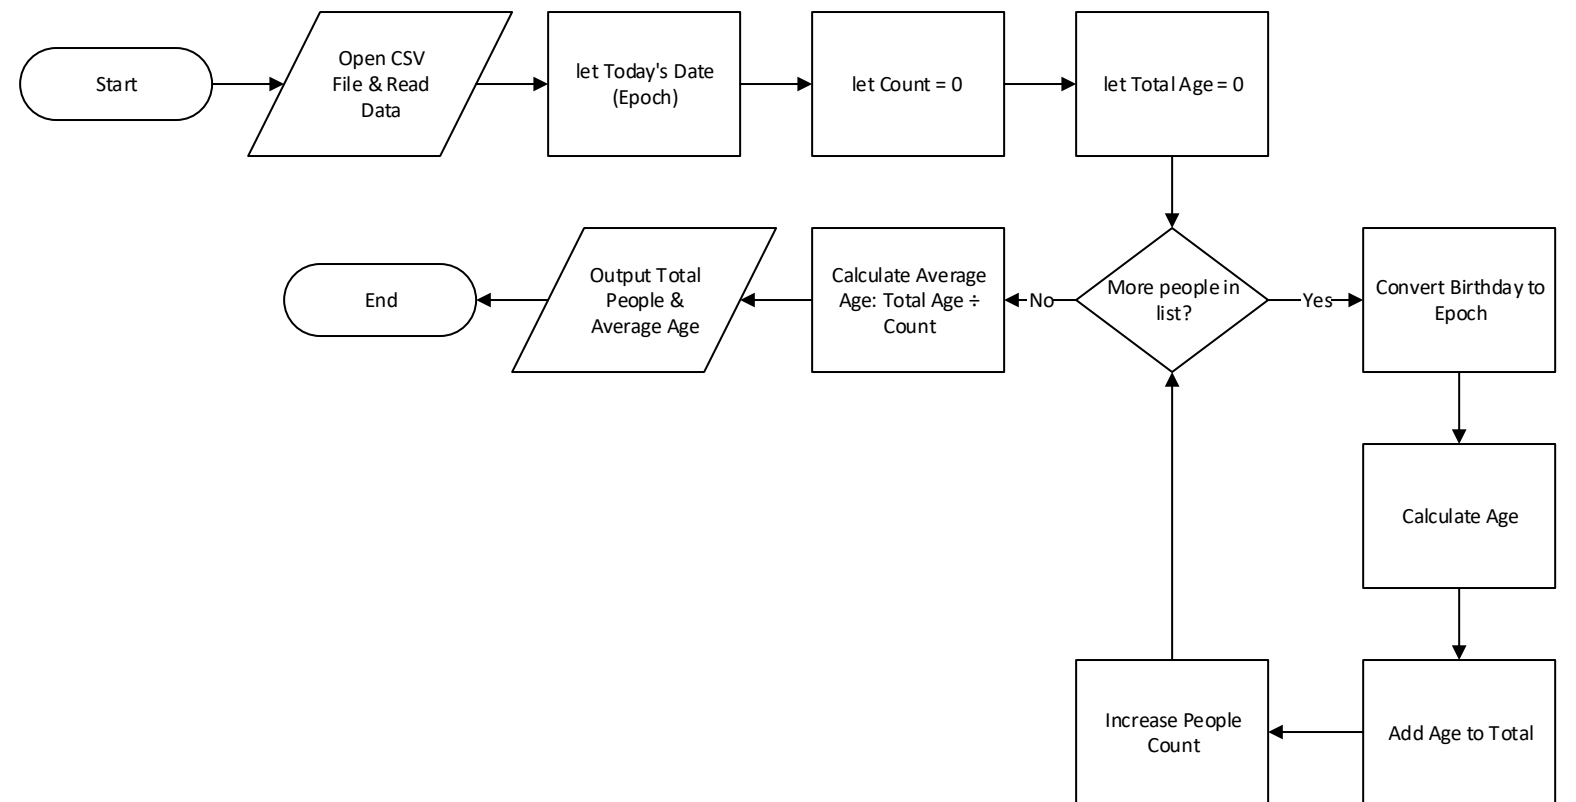 Start
Open CSV
File & Read
Data
let Today's Date
(Epoch)
let Count = 0
let Total Age = 0
More people in
list?
Yes
Convert Birthday to
Epoch
Calculate Age
Add Age to Total
Increase People
Count
No
Calculate Average
Age: Total Age ÷
Count
Output Total
People &
Average Age
End